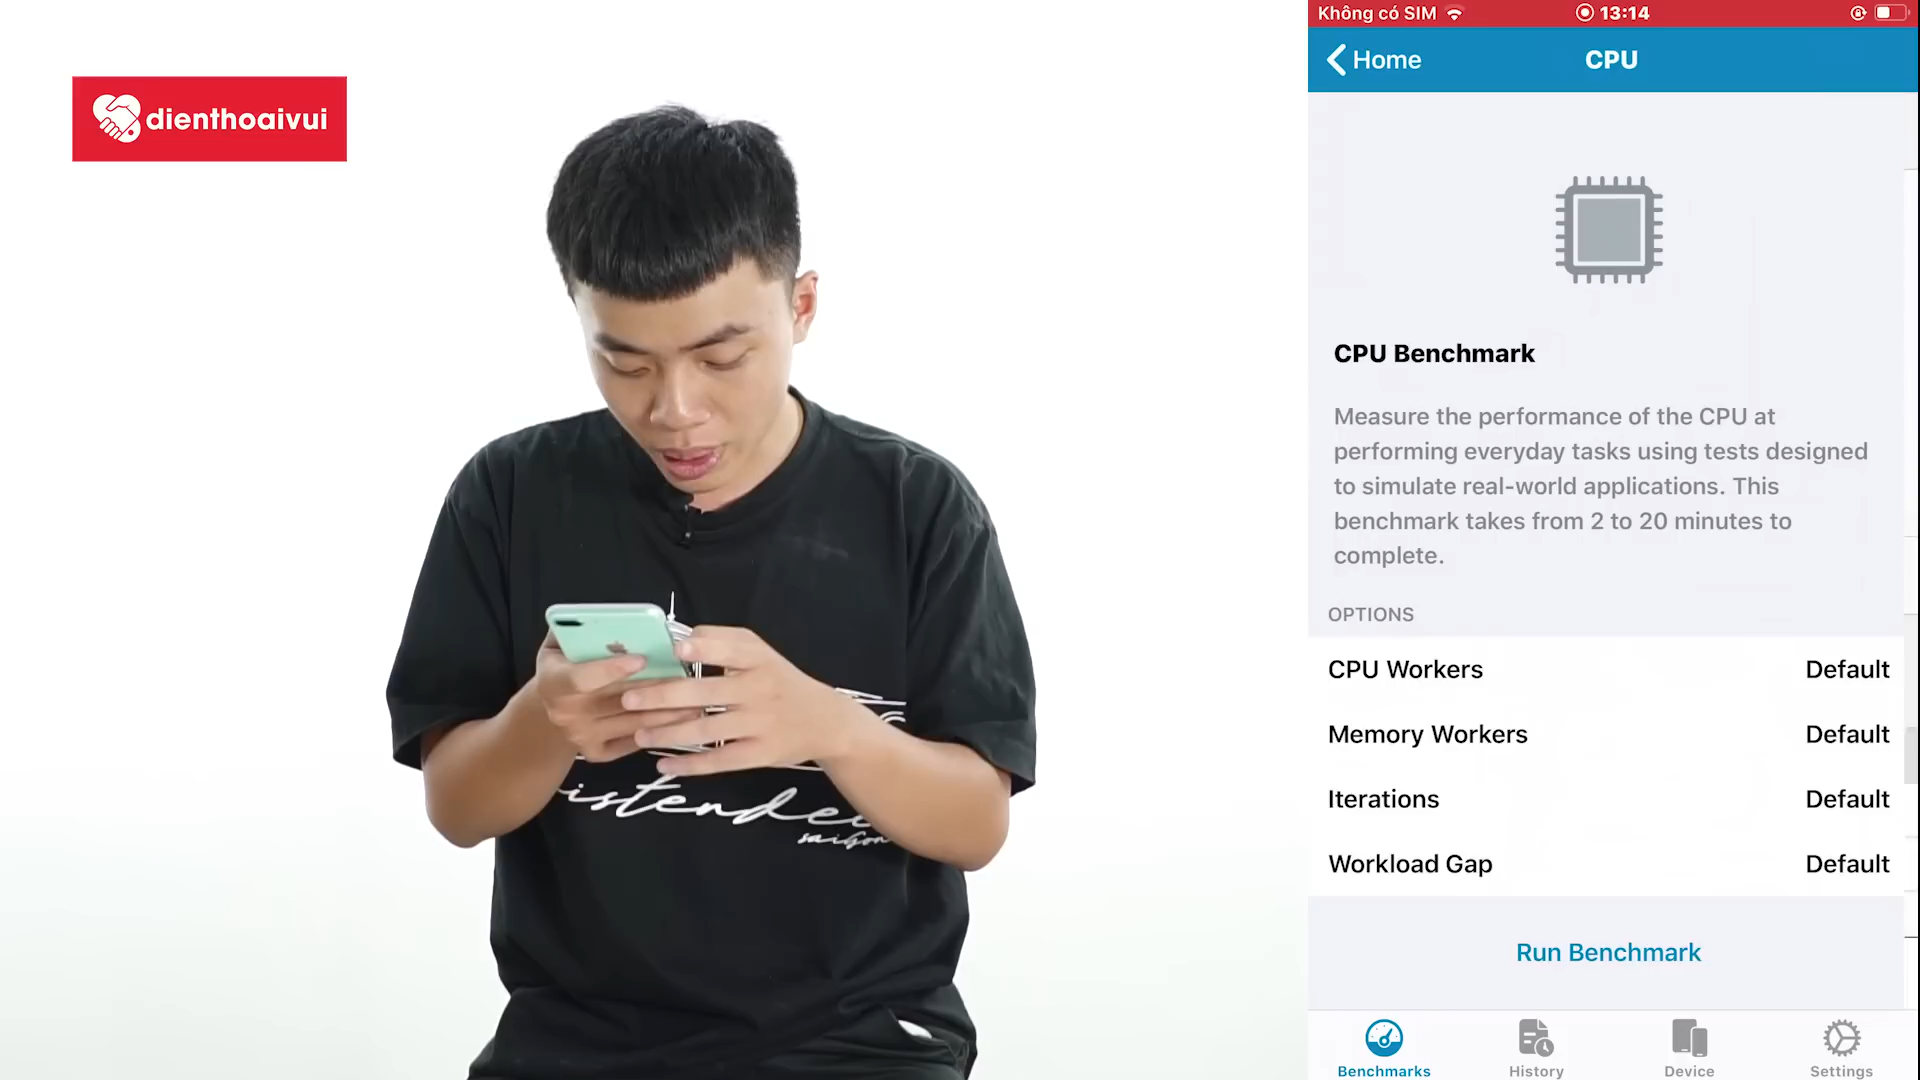 dienthoaivui
istendee
saigon
Không có SIM
13:14
Home
CPU
CPU Benchmark
Measure the performance of the CPU at
performing everyday tasks using tests designed
to simulate real-world applications. This
benchmark takes from 2 to 20 minutes to
complete.
OPTIONS
CPU Workers Default
Memory Workers Default
Iterations Default
Workload Gap Default
Run Benchmark
Benchmarks
History
Device
Settings